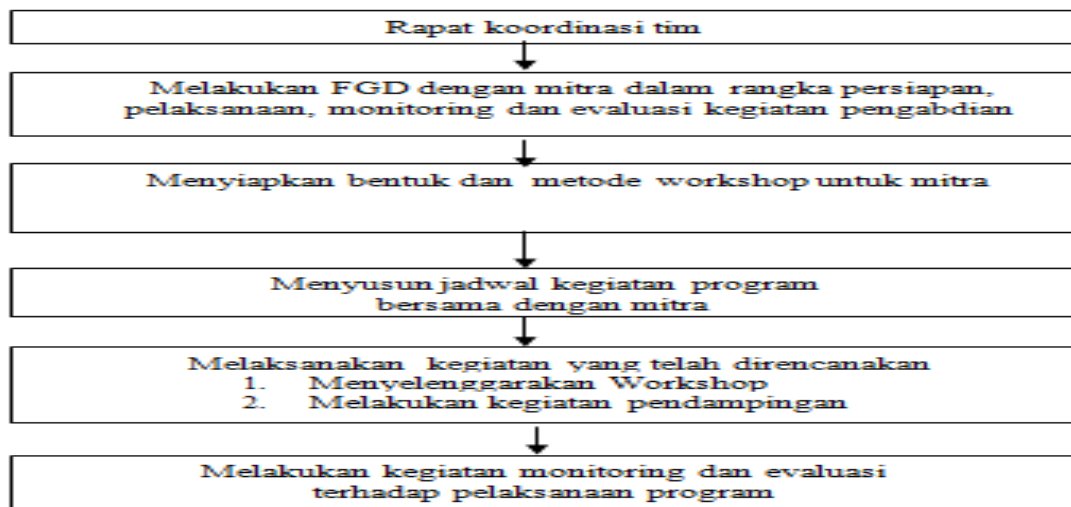 Rapat koordinasi tim
Melakukan FGD dengan mitra dalam rangka persiapan,
pelaksanaan, monitoring dan evaluasi kegiatan pengabdian
Menyiapkan bentuk dan metode workshop untuk mitra
Menyusun jadwal kegiatan program
bersama dengan mitra
Melaksanakan kegiatan yang telah direncanakan
1. Menyelenggarakan Workshop
2. Melakukan kegiatan pendampingan
Melakukan kegiatan monitoring dan evaluasi
terhadap pelaksanaan program